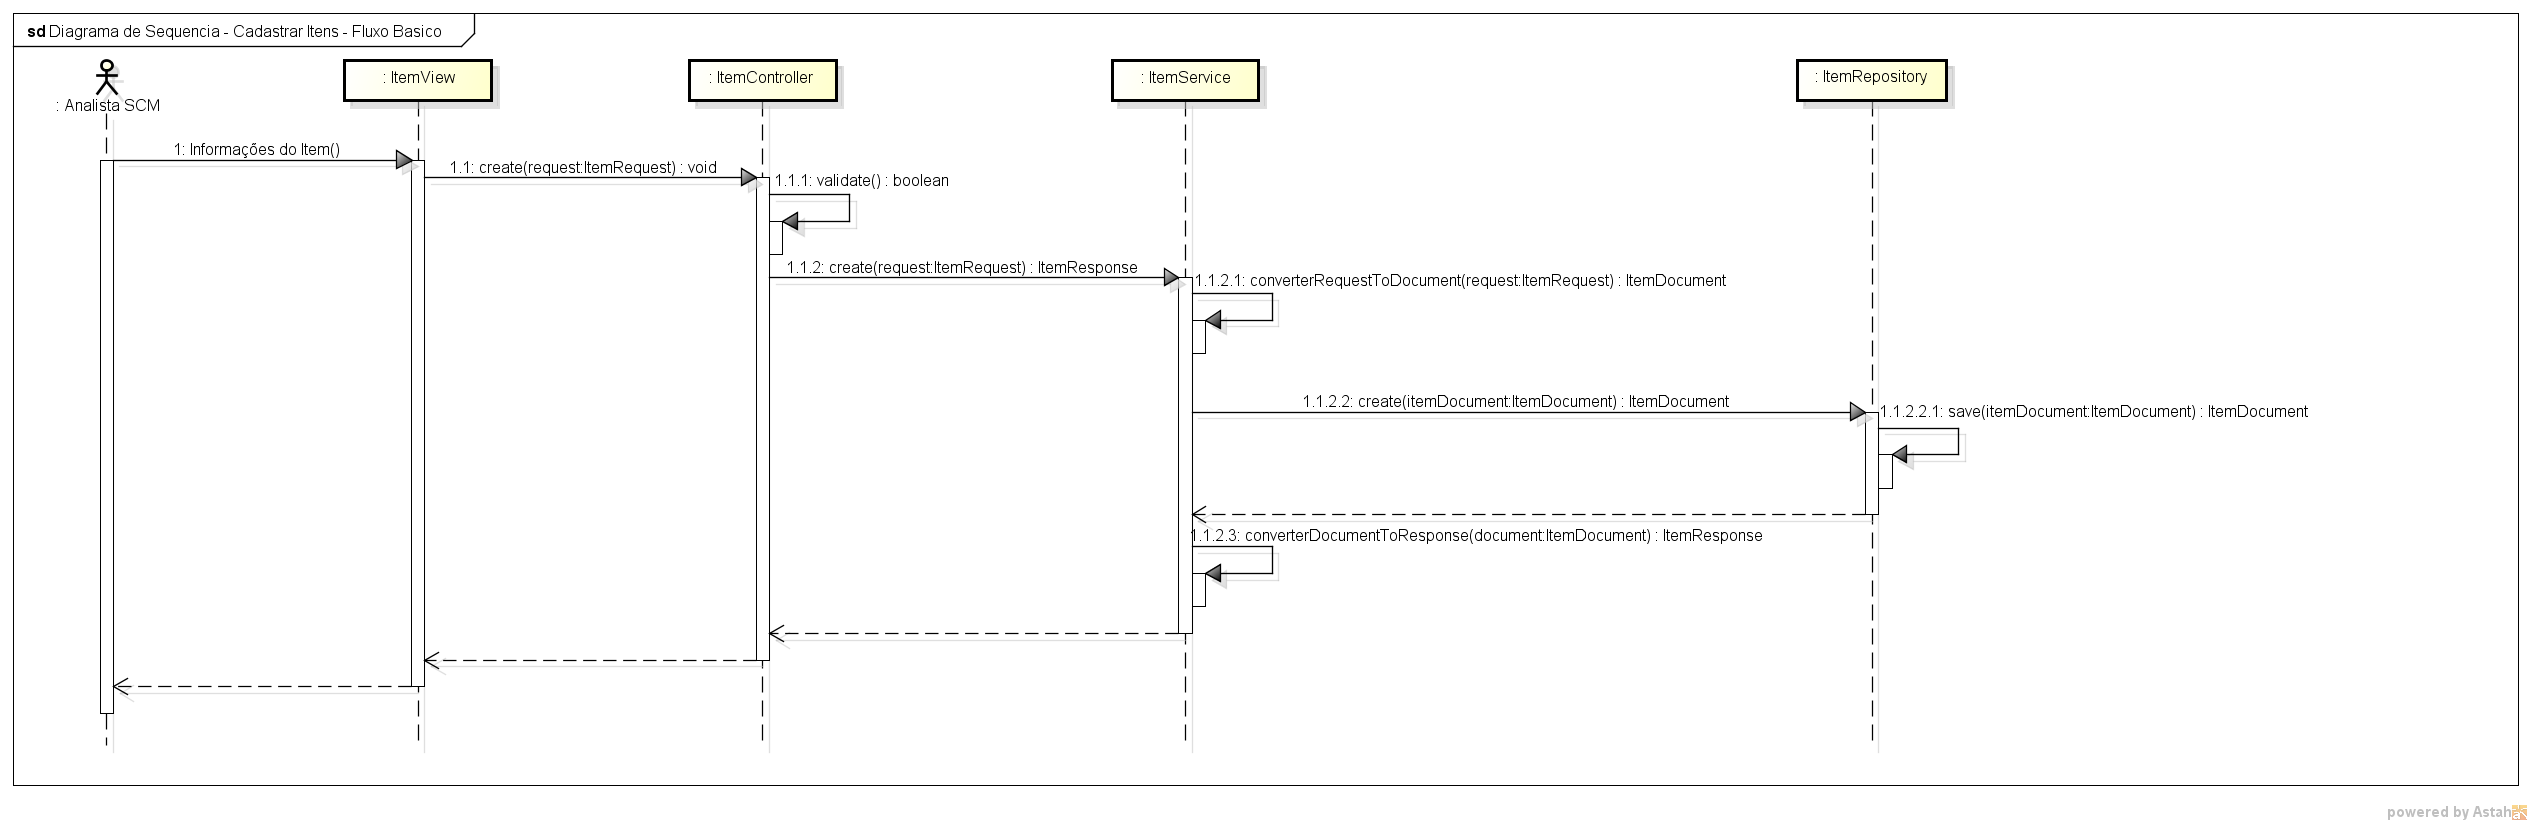 sd Diagrama de Sequencia - Cadastrar Itens - Fluxo Basico
: Analista SCM
: ItemView
: ItemController
: ItemService
: ItemRepository
1: Informações do Item()
1.1: create(request:ItemRequest) : void
1.1.1: validate() : boolean
1.1.2: create(request:ItemRequest) : ItemResponse
1.1.2.1: converterRequestToDocument(request:ItemRequest) : ItemDocument
1.1.2.2: create(itemDocument:ItemDocument) : ItemDocument
1.1.2.2.1: save(itemDocument:ItemDocument) : ItemDocument
1.1.2.3: converterDocumentToResponse(document:ItemDocument) : ItemResponse
powered by Astah